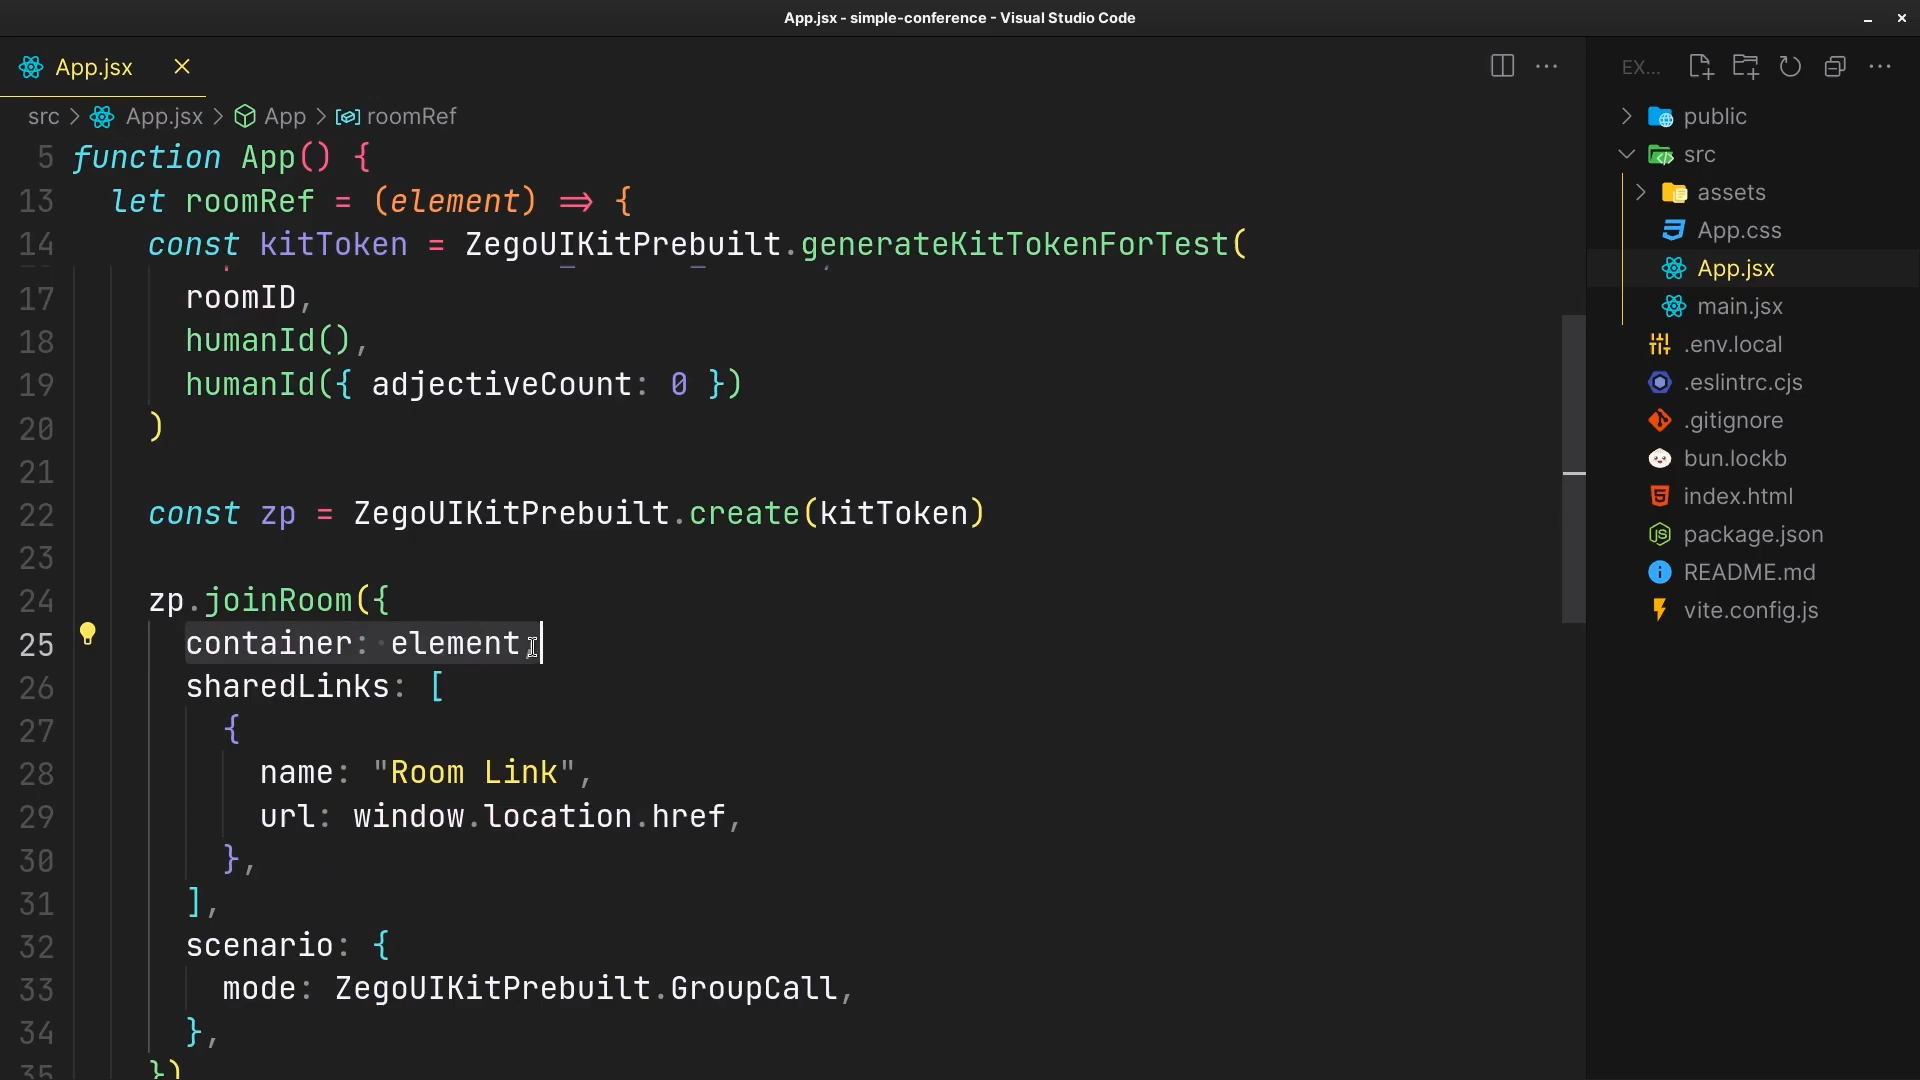 App.jsx - simple-conference - Visual Studio Code
App.jsx
EX...
src > App.jsx > App > roomRef
5 function App() {
13 let roomRef = (element) => {
14 const kitToken = ZegoUIKitPrebuilt.generateKitTokenForTest(
17 roomID,
18 humanId(),
19 humanId({ adjectiveCount: 0 })
20 )
21
22 const zp = ZegoUIKitPrebuilt.create(kitToken)
23
24 zp.joinRoom({
25 container: element,
26 sharedLinks: [
27 {
28 name: "Room Link",
29 url: window.location.href,
30 },
31 ],
32 scenario: {
33 mode: ZegoUIKitPrebuilt.GroupCall,
34 },
35 })
public
src
assets
App.css
App.jsx
main.jsx
.env.local
.eslintrc.cjs
.gitignore
bun.lockb
index.html
package.json
README.md
vite.config.js